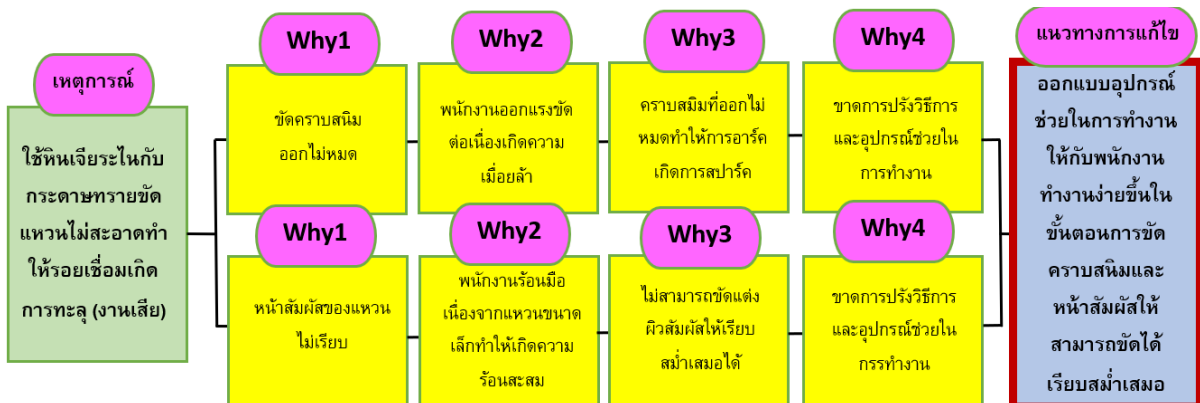 เหตุการณ์
ใช้หินเจียระไนกับ
กระดาษทรายขัด
แหวนไม่สะอาดทำ
ให้รอยเชื่อมเกิด
การทะลุ (งานเสีย)
Why1
ขัดคราบสนิม
ออกไม่หมด
Why2
พนักงานออกแรงขัด
ต่อเนื่องเกิดความ
เมื่อยล้า
Why3
คราบสมิมที่ออกไม่
หมดทำให้การอาร์ค
เกิดการสปาร์ค
Why4
ขาดการปรังวิธีการ
และอุปกรณ์ช่วยใน
การทำงาน
Why1
หน้าสัมผัสของแหวน
ไม่เรียบ
Why2
พนักงานร้อนมือ
เนื่องจากแหวนขนาด
เล็กทำให้เกิดความ
ร้อนสะสม
Why3
ไม่สามารถขัดแต่ง
ผิวสัมผัสให้เรียบ
สม่ำเสมอได้
Why4
ขาดการปรังวิธีการ
และอุปกรณ์ช่วยใน
กรรทำงาน
แนวทางการแก้ไข
ออกแบบอุปกรณ์
ช่วยในการทำงาน
ให้กับพนักงาน
ทำงานง่ายขึ้นใน
ขั้นตอนการขัด
คราบสนิมและ
หน้าสัมผัสให้
สามารถขัดได้
เรียบสม่ำเสมอ